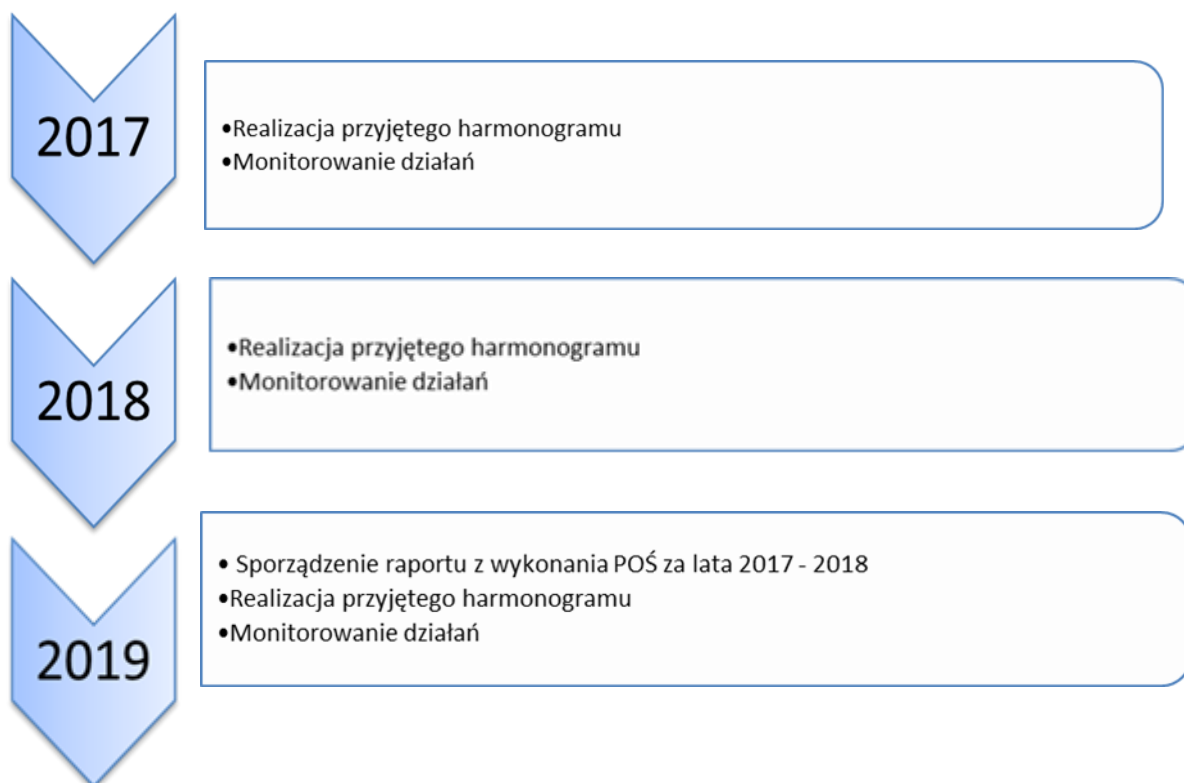 2017
•Realizacja przyjętego harmonogramu
•Monitorowanie działań
2018
•Realizacja przyjętego harmonogramu
•Monitorowanie działań
2019
• Sporządzenie raportu z wykonania POŚ za lata 2017 - 2018
•Realizacja przyjętego harmonogramu
•Monitorowanie działań